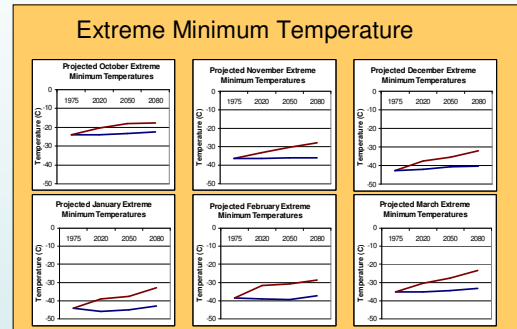 Extreme Minimum Temperature
Projected October Extreme
Minimum Temperatures
1975 2020 2050 2080
0
-10
-20
-30
-40
-50
Temperature (C)
Projected November Extreme
Minimum Temperatures
1975 2020 2050 2080
0
-10
-20
-30
-40
-50
Temperature (C)
Projected December Extreme
Minimum Temperatures
1975 2020 2050 2080
0
-10
-20
-30
-40
-50
Temperature (C)
Projected January Extreme
Minimum Temperatures
1975 2020 2050 2080
0
-10
-20
-30
-40
-50
Temperature (C)
Projected February Extreme
Minimum Temperatures
1975 2020 2050 2080
0
-10
-20
-30
-40
-50
Temperature (C)
Projected March Extreme
Minimum Temperatures
1975 2020 2050 2080
0
-10
-20
-30
-40
-50
Temperature (C)